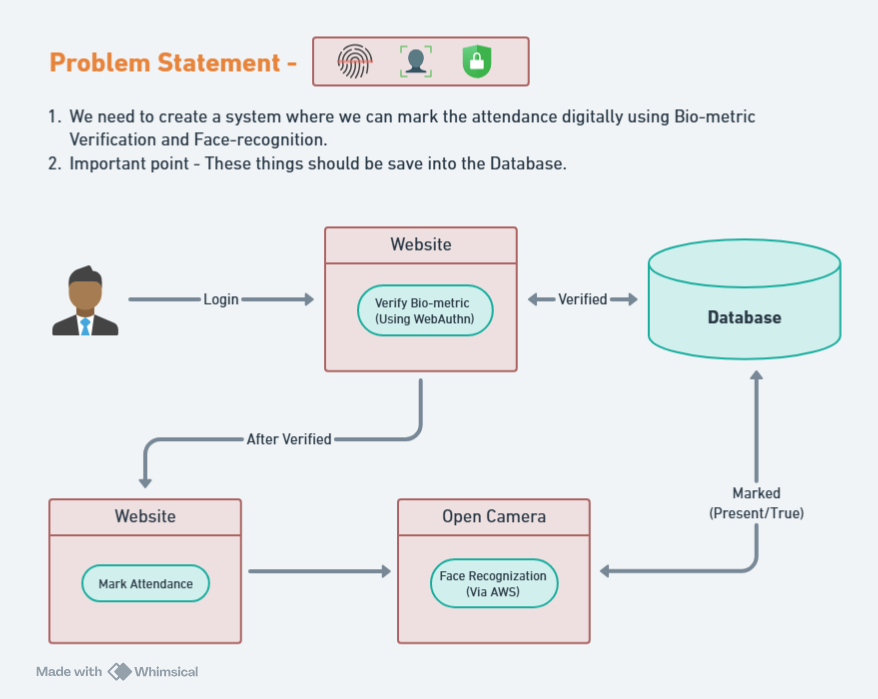 Problem Statement -
1. We need to create a system where we can mark the attendance digitally using Bio-metric
Verification and Face-recognition.
2. Important point - These things should be save into the Database.
Website
Login
Verify Bio-metric
(Using WebAuthn)
Verified
Database
After Verified
Website
Mark Attendance
Open Camera
Face Recognization
(Via AWS)
Marked
(Present/True)
Made with Whimsical